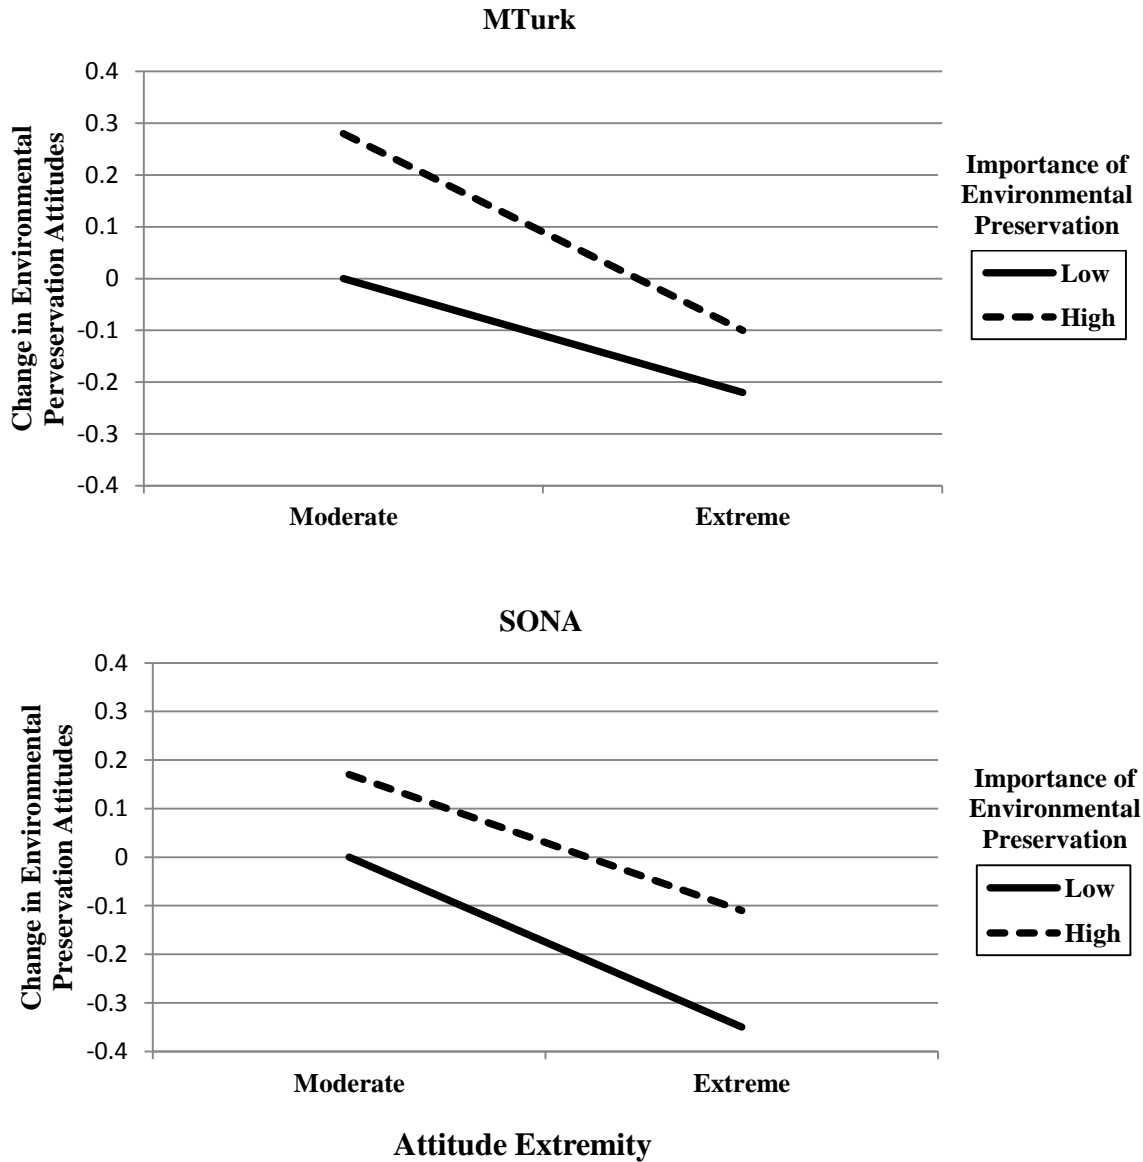 MTurk
Change in Environmental
Perveservation Attitudes
0.4
0.3
0.2
0.1
0
-0.1
-0.2
-0.3
-0.4
Moderate
Extreme
Importance of
Environmental
Preservation
Low
High
SONA
Change in Environmental
Preservation Attitudes
0.4
0.3
0.2
0.1
0
-0.1
-0.2
-0.3
-0.4
Moderate
Extreme
Importance of
Environmental
Preservation
Low
High
Attitude Extremity